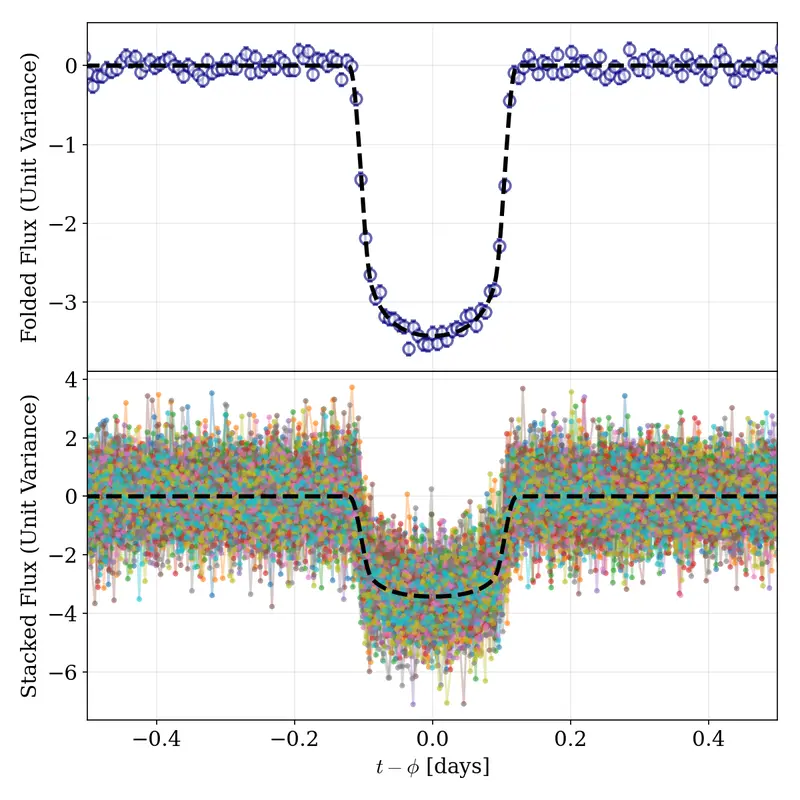 Folded Flux (Unit Variance)
0
−1
−2
−3
Stacked Flux (Unit Variance)
4
2
0
−2
−4
−6
−0.4 −0.2 0.0 0.2 0.4
t − ϕ [days]